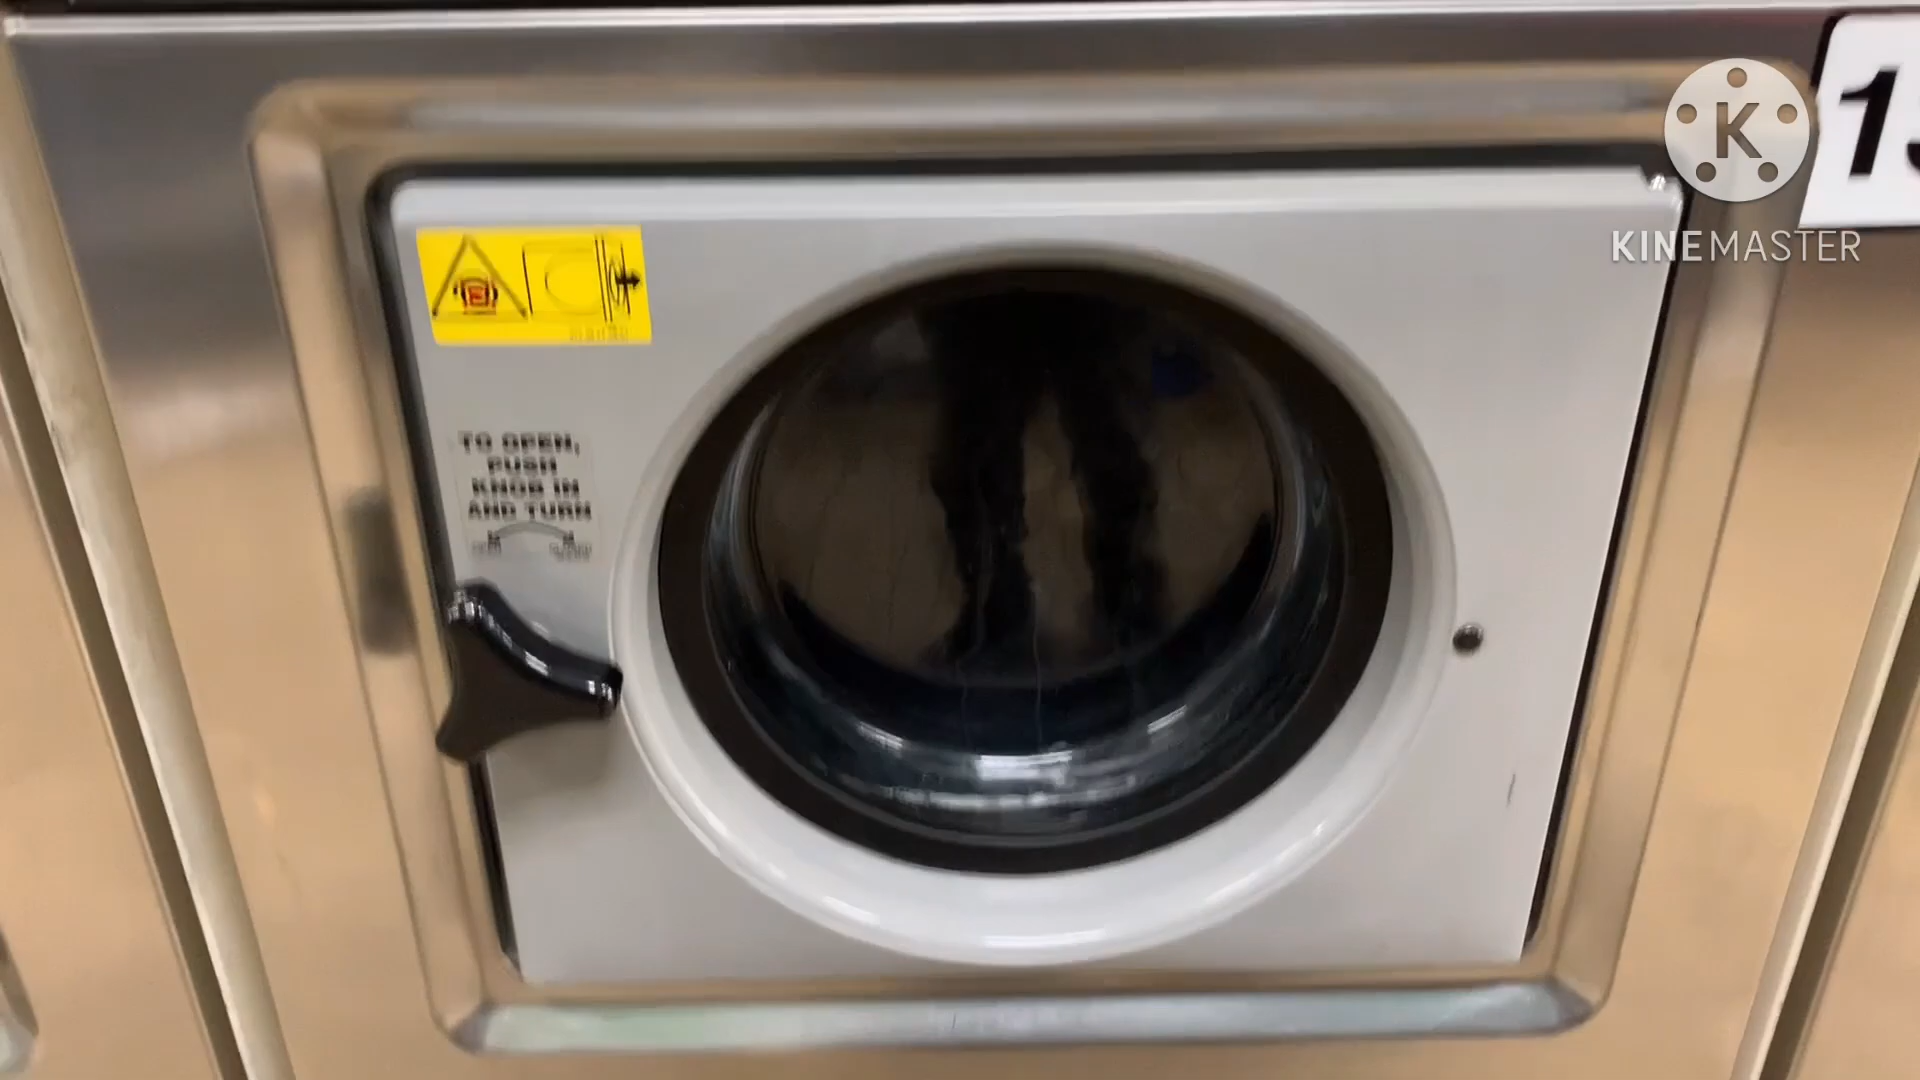 K
KINEMASTER
TO OPEN,
PUSH
KNOB IN
AND TURN